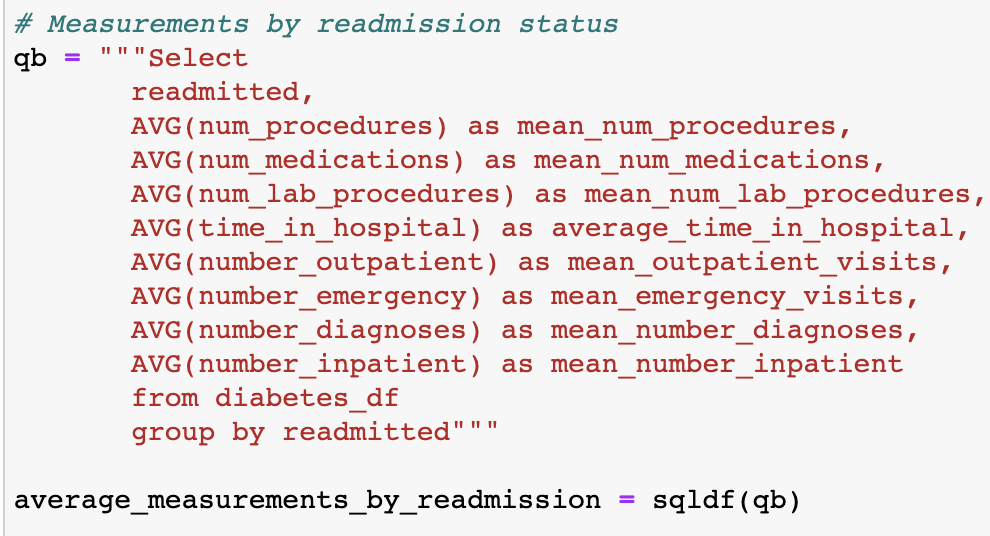 # Measurements by readmission status
qb = """Select
readmitted,
AVG(num_procedures) as mean_num_procedures,
AVG(num_medications) as mean_num_medications,
AVG(num_lab_procedures) as mean_num_lab_procedures,
AVG(time_in_hospital) as average_time_in_hospital,
AVG(number_outpatient) as mean_outpatient_visits,
AVG(number_emergency) as mean_emergency_visits,
AVG(number_diagnoses) as mean_number_diagnoses,
AVG(number_inpatient) as mean_number_inpatient
from diabetes_df
group by readmitted"""
average_measurements_by_readmission = sqldf(qb)